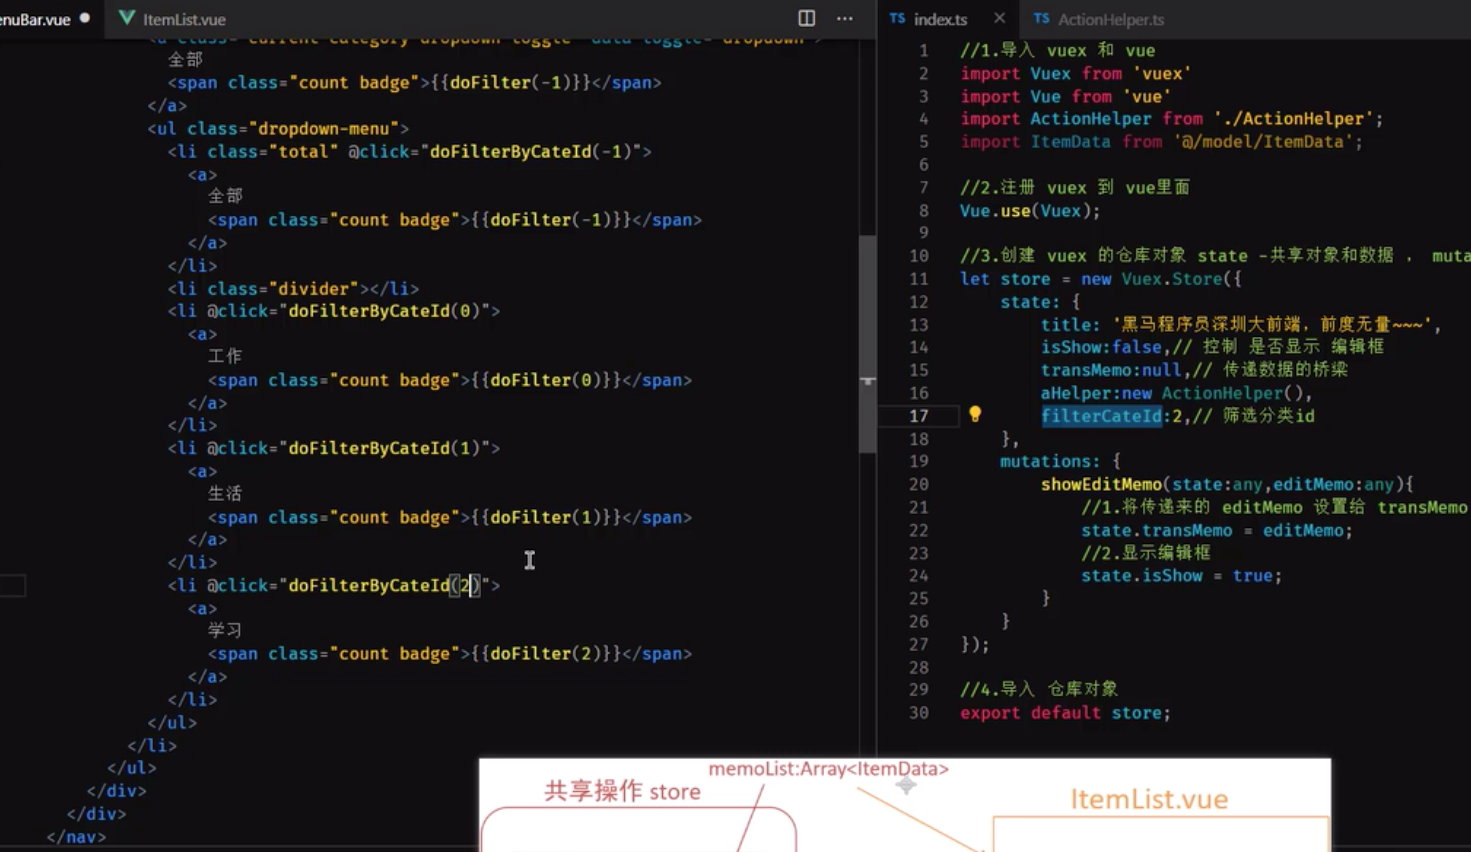 enuBar.vue
ItemList.vue
全部
<span class="count badge">{{doFilter(-1)}}</span>
</a>
<ul class="dropdown-menu">
<li class="total" @click="doFilterByCateId(-1)">
<a>
全部
<span class="count badge">{{doFilter(-1)}}</span>
</a>
</li>
<li class="divider"></li>
<li @click="doFilterByCateId(0)">
<a>
工作
<span class="count badge">{{doFilter(0)}}</span>
</a>
</li>
<li @click="doFilterByCateId(1)">
<a>
生活
<span class="count badge">{{doFilter(1)}}</span>
</a>
</li>
<li @click="doFilterByCateId(2)">
<a>
学习
<span class="count badge">{{doFilter(2)}}</span>
</a>
</li>
</ul>
</li>
</ul>
</div>
</div>
</nav>
TS index.ts
TS ActionHelper.ts
1 //1.导入 vuex 和 vue
2 import Vuex from 'vuex'
3 import Vue from 'vue'
4 import ActionHelper from './ActionHelper';
5 import ItemData from '@/model/ItemData';
6
7 //2.注册 vuex 到 vue里面
8 Vue.use(Vuex);
9
10 //3.创建 vuex 的仓库对象 state -共享对象和数据 , muta
11 let store = new Vuex.Store({
12 state: {
13 title: '黑马程序员深圳大前端，前度无量~~~',
14 isShow:false,// 控制 是否显示 编辑框
15 transMemo:null,// 传递数据的桥梁
16 aHelper:new ActionHelper(),
17 filterCateId:2,// 筛选分类id
18 },
19 mutations: {
20 showEditMemo(state:any,editMemo:any){
21 //1.将传递来的 editMemo 设置给 transMemo
22 state.transMemo = editMemo;
23 //2.显示编辑框
24 state.isShow = true;
25 }
26 }
27 });
28
29 //4.导入 仓库对象
30 export default store;
memoList:Array<ItemData>
共享操作 store
ItemList.vue